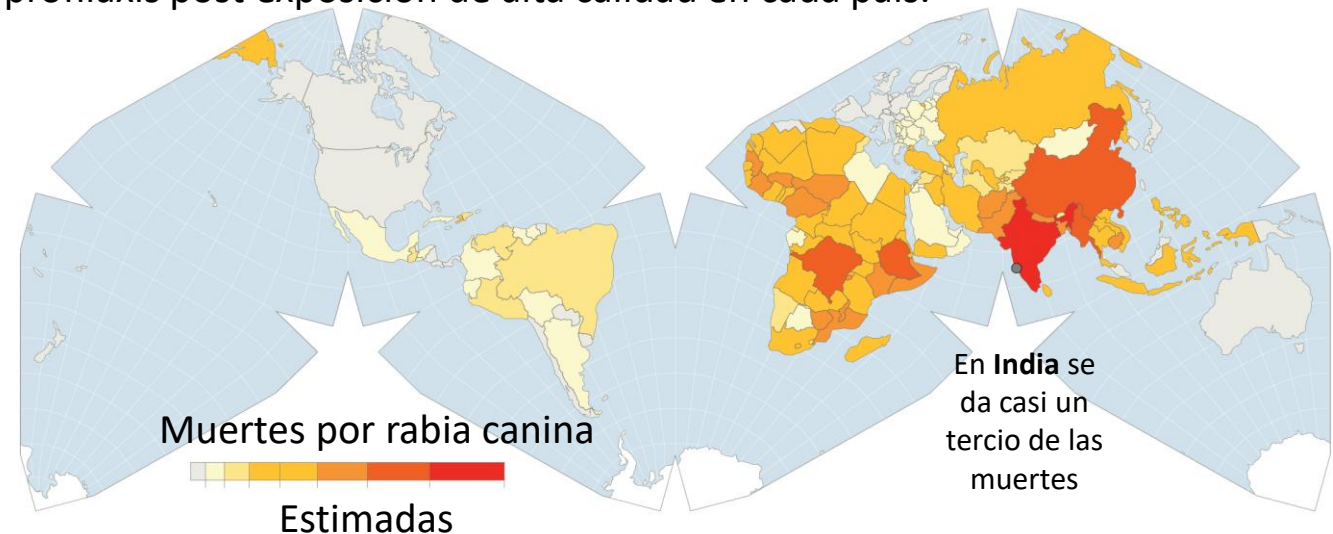 profilaxis post exposición de alta calidad en cada país.
Muertes por rabia canina
Estimadas
En India se
da casi un
tercio de las
muertes